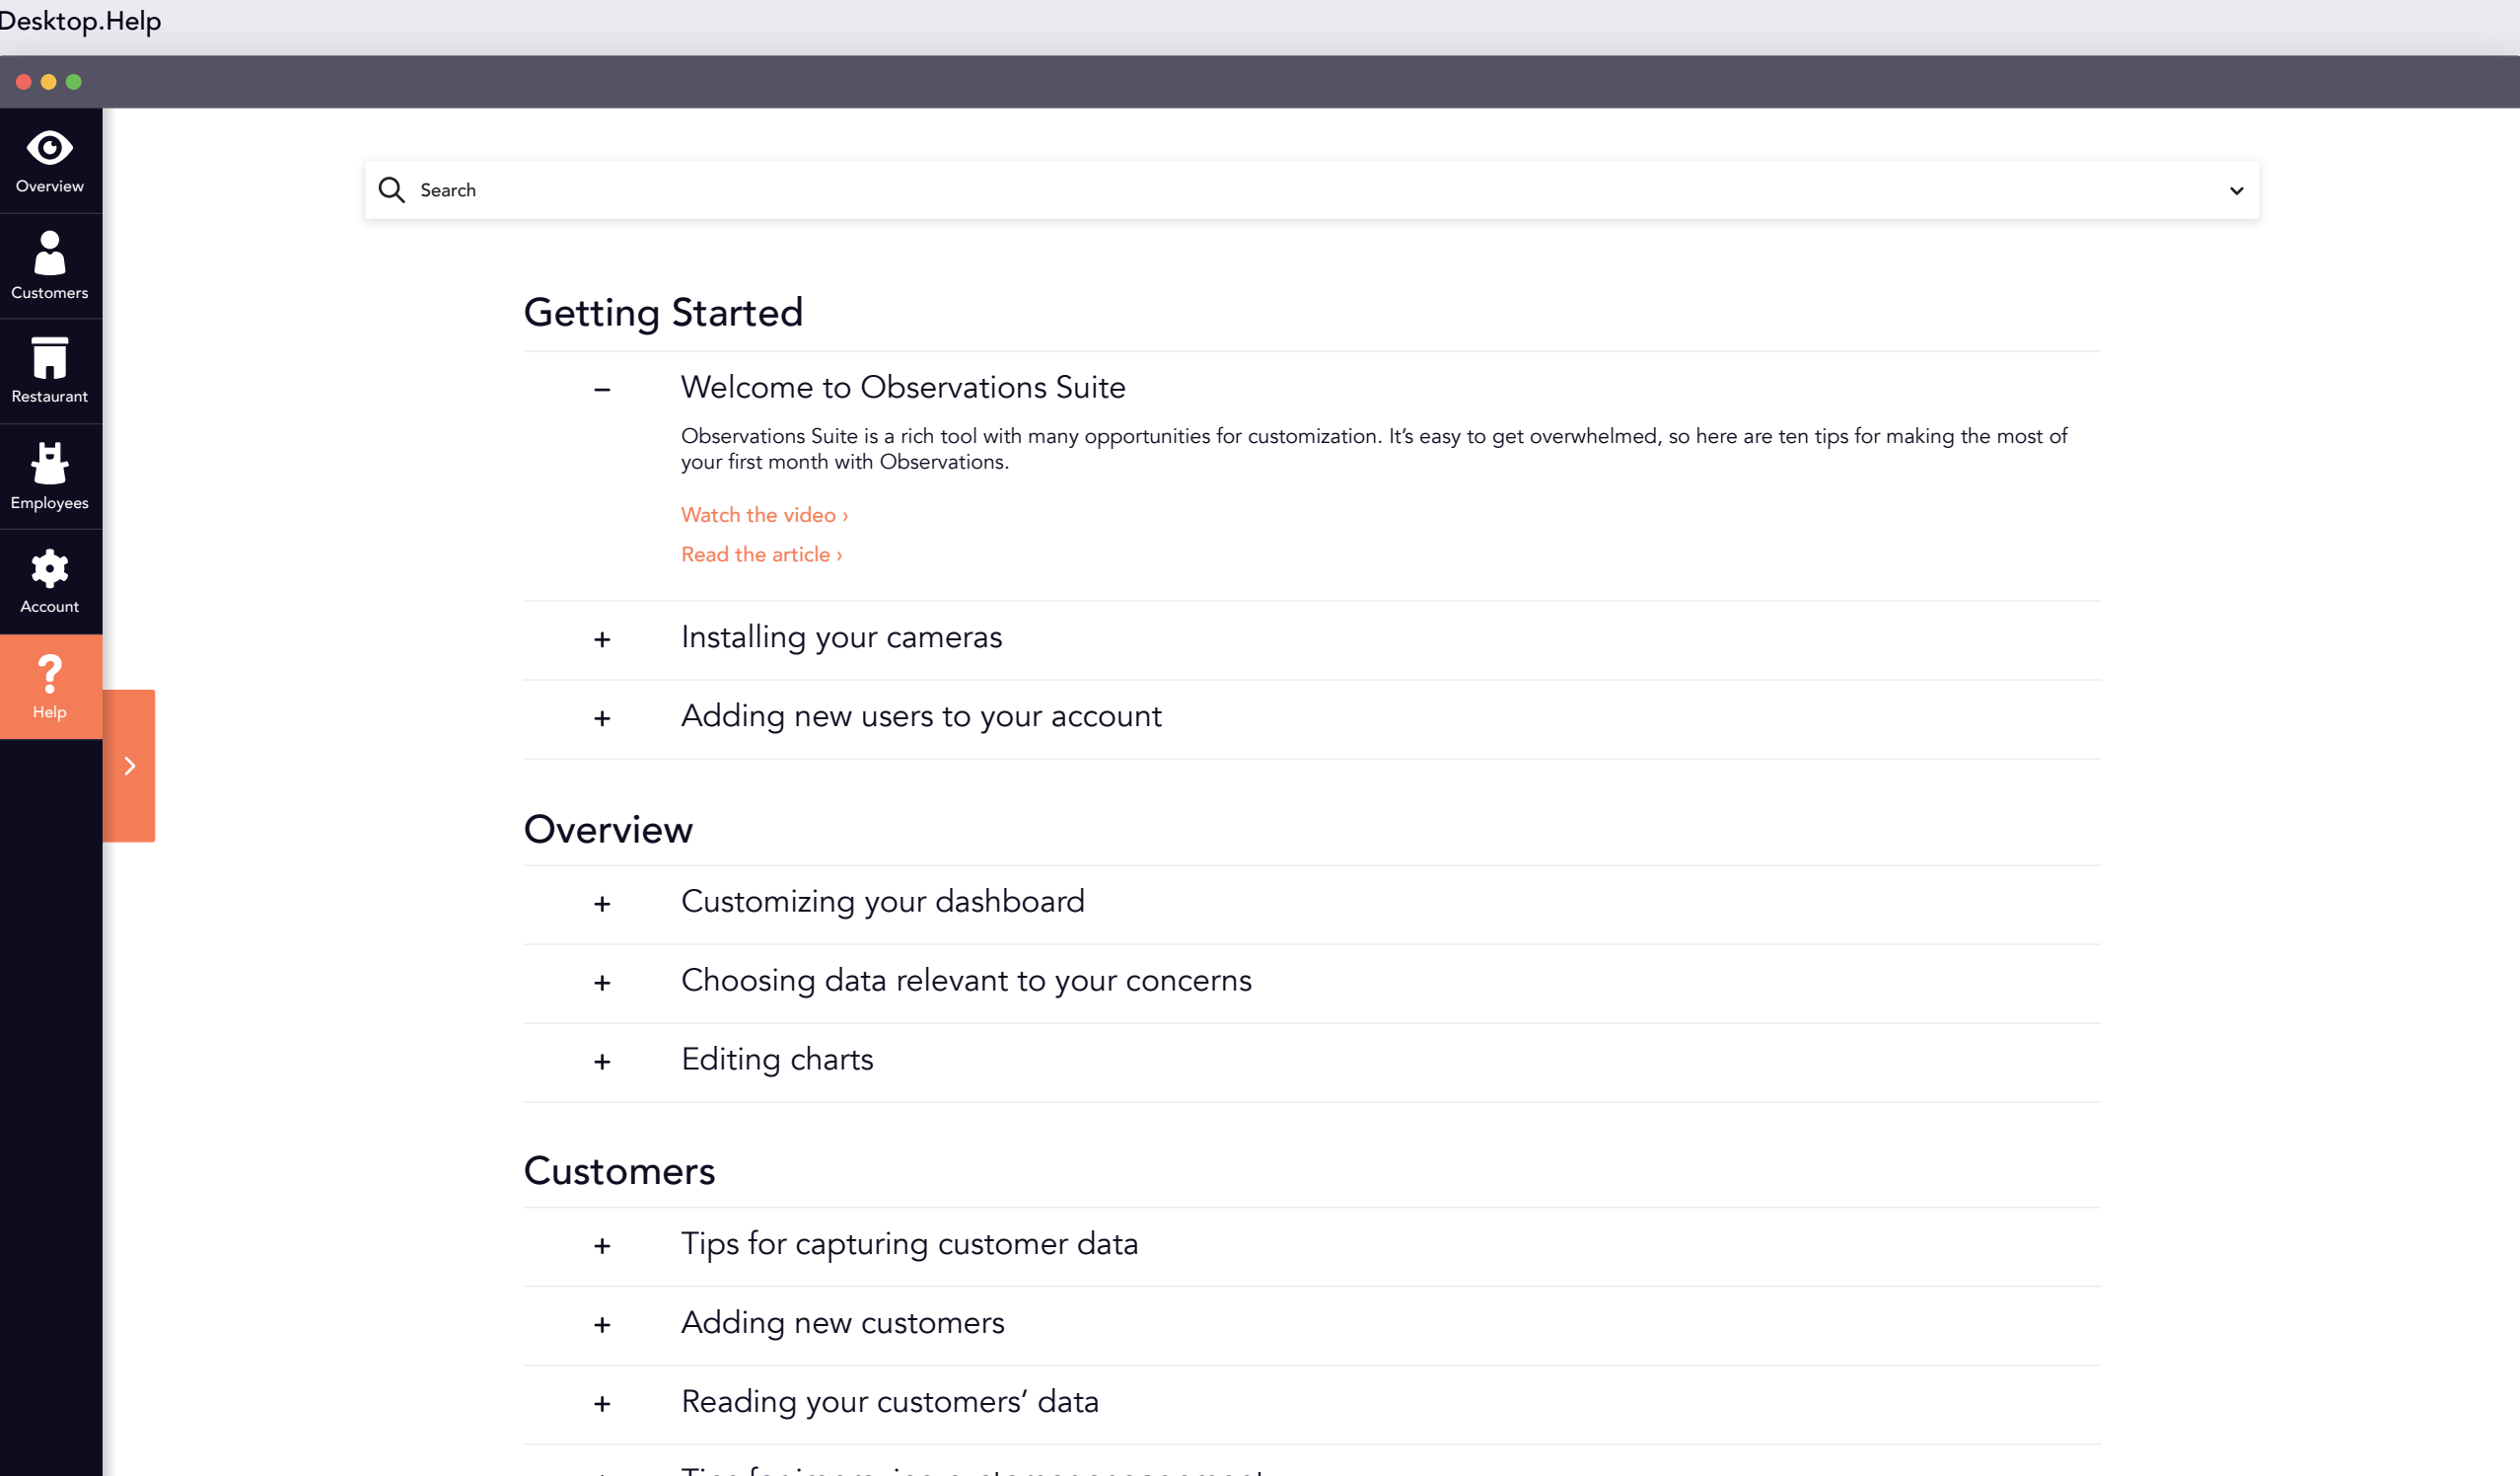 Desktop.Help
Overview
Customers
Restaurant
Employees
Account
Help
Search
Getting Started
Welcome to Observations Suite
Observations Suite is a rich tool with many opportunities for customization. It’s easy to get overwhelmed, so here are ten tips for making the most of
your first month with Observations.
Watch the video ›
Read the article ›
Installing your cameras
Adding new users to your account
Overview
Customizing your dashboard
Choosing data relevant to your concerns
Editing charts
Customers
Tips for capturing customer data
Adding new customers
Reading your customers’ data
Tips for improving customer